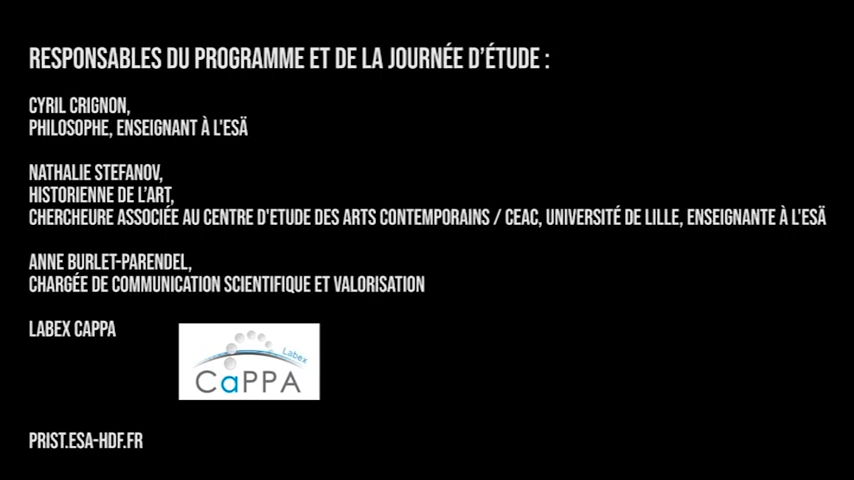 RESPONSABLES DU PROGRAMME ET DE LA JOURNÉE D'ÉTUDE :
CYRIL CRIGNON,
PHILOSOPHE, ENSEIGNANT À L'ESÄ
NATHALIE STEFANOV,
HISTORIENNE DE L'ART,
CHERCHEURE ASSOCIÉE AU CENTRE D'ETUDE DES ARTS CONTEMPORAINS / CEAC, UNIVERSITÉ DE LILLE, ENSEIGNANTE À L'ESÄ
ANNE BURLET-PARENDEL,
CHARGÉE DE COMMUNICATION SCIENTIFIQUE ET VALORISATION
LABEX CAPPA
Labex
CaPPA
PRIST.ESA-HDF.FR